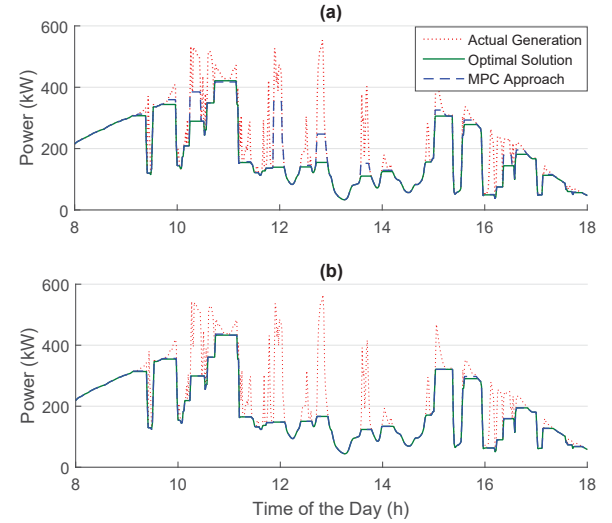 (a)
600
400
200
0
Power (kW)
Actual Generation
Optimal Solution
MPC Approach
8 10 12 14 16 18
(b)
600
400
200
0
Power (kW)
8 10 12 14 16 18
Time of the Day (h)